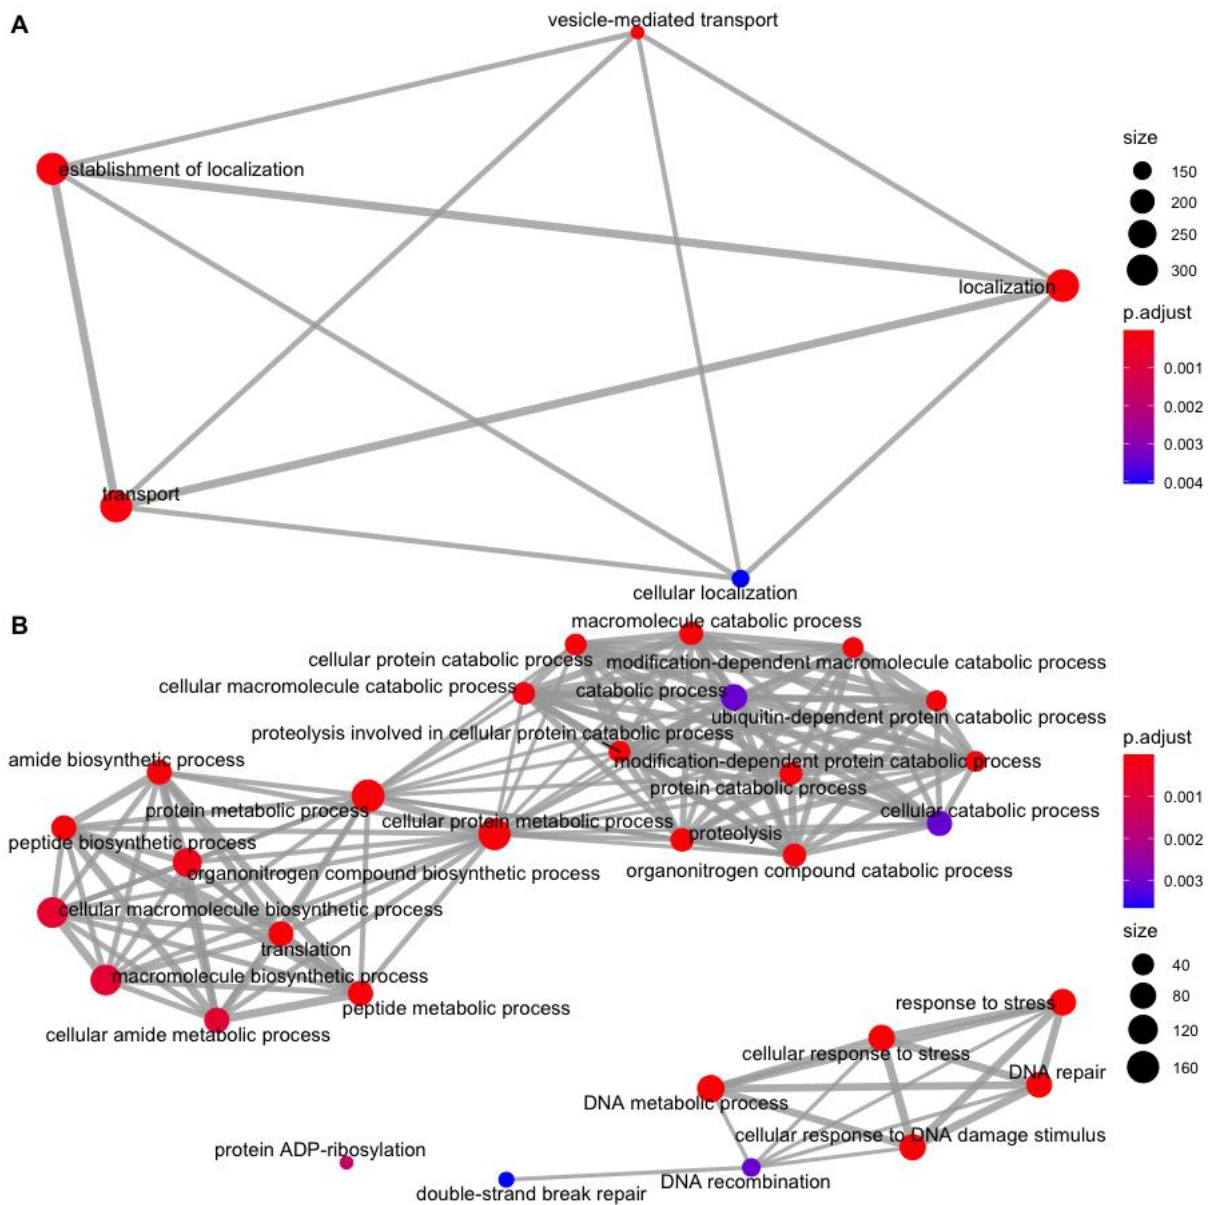 A
vesicle-mediated transport
establishment of localization
localization
transport
cellular localization
size
150
200
250
300
p.adjust
0.001
0.002
0.003
0.004
B
macromolecule catabolic process
cellular protein catabolic process
modification-dependent macromolecule catabolic process
cellular macromolecule catabolic process
catabolic process
ubiquitin-dependent protein catabolic process
proteolysis involved in cellular protein catabolic process
amide biosynthetic process
modification-dependent protein catabolic process
protein catabolic process
protein metabolic process
cellular catabolic process
cellular protein metabolic process
proteolysis
peptide biosynthetic process
organonitrogen compound biosynthetic process
organonitrogen compound catabolic process
cellular macromolecule biosynthetic process
translation
macromolecule biosynthetic process
peptide metabolic process
cellular amide metabolic process
response to stress
cellular response to stress
DNA repair
DNA metabolic process
cellular response to DNA damage stimulus
protein ADP-ribosylation
DNA recombination
double-strand break repair
p.adjust
0.001
0.002
0.003
size
40
80
120
160